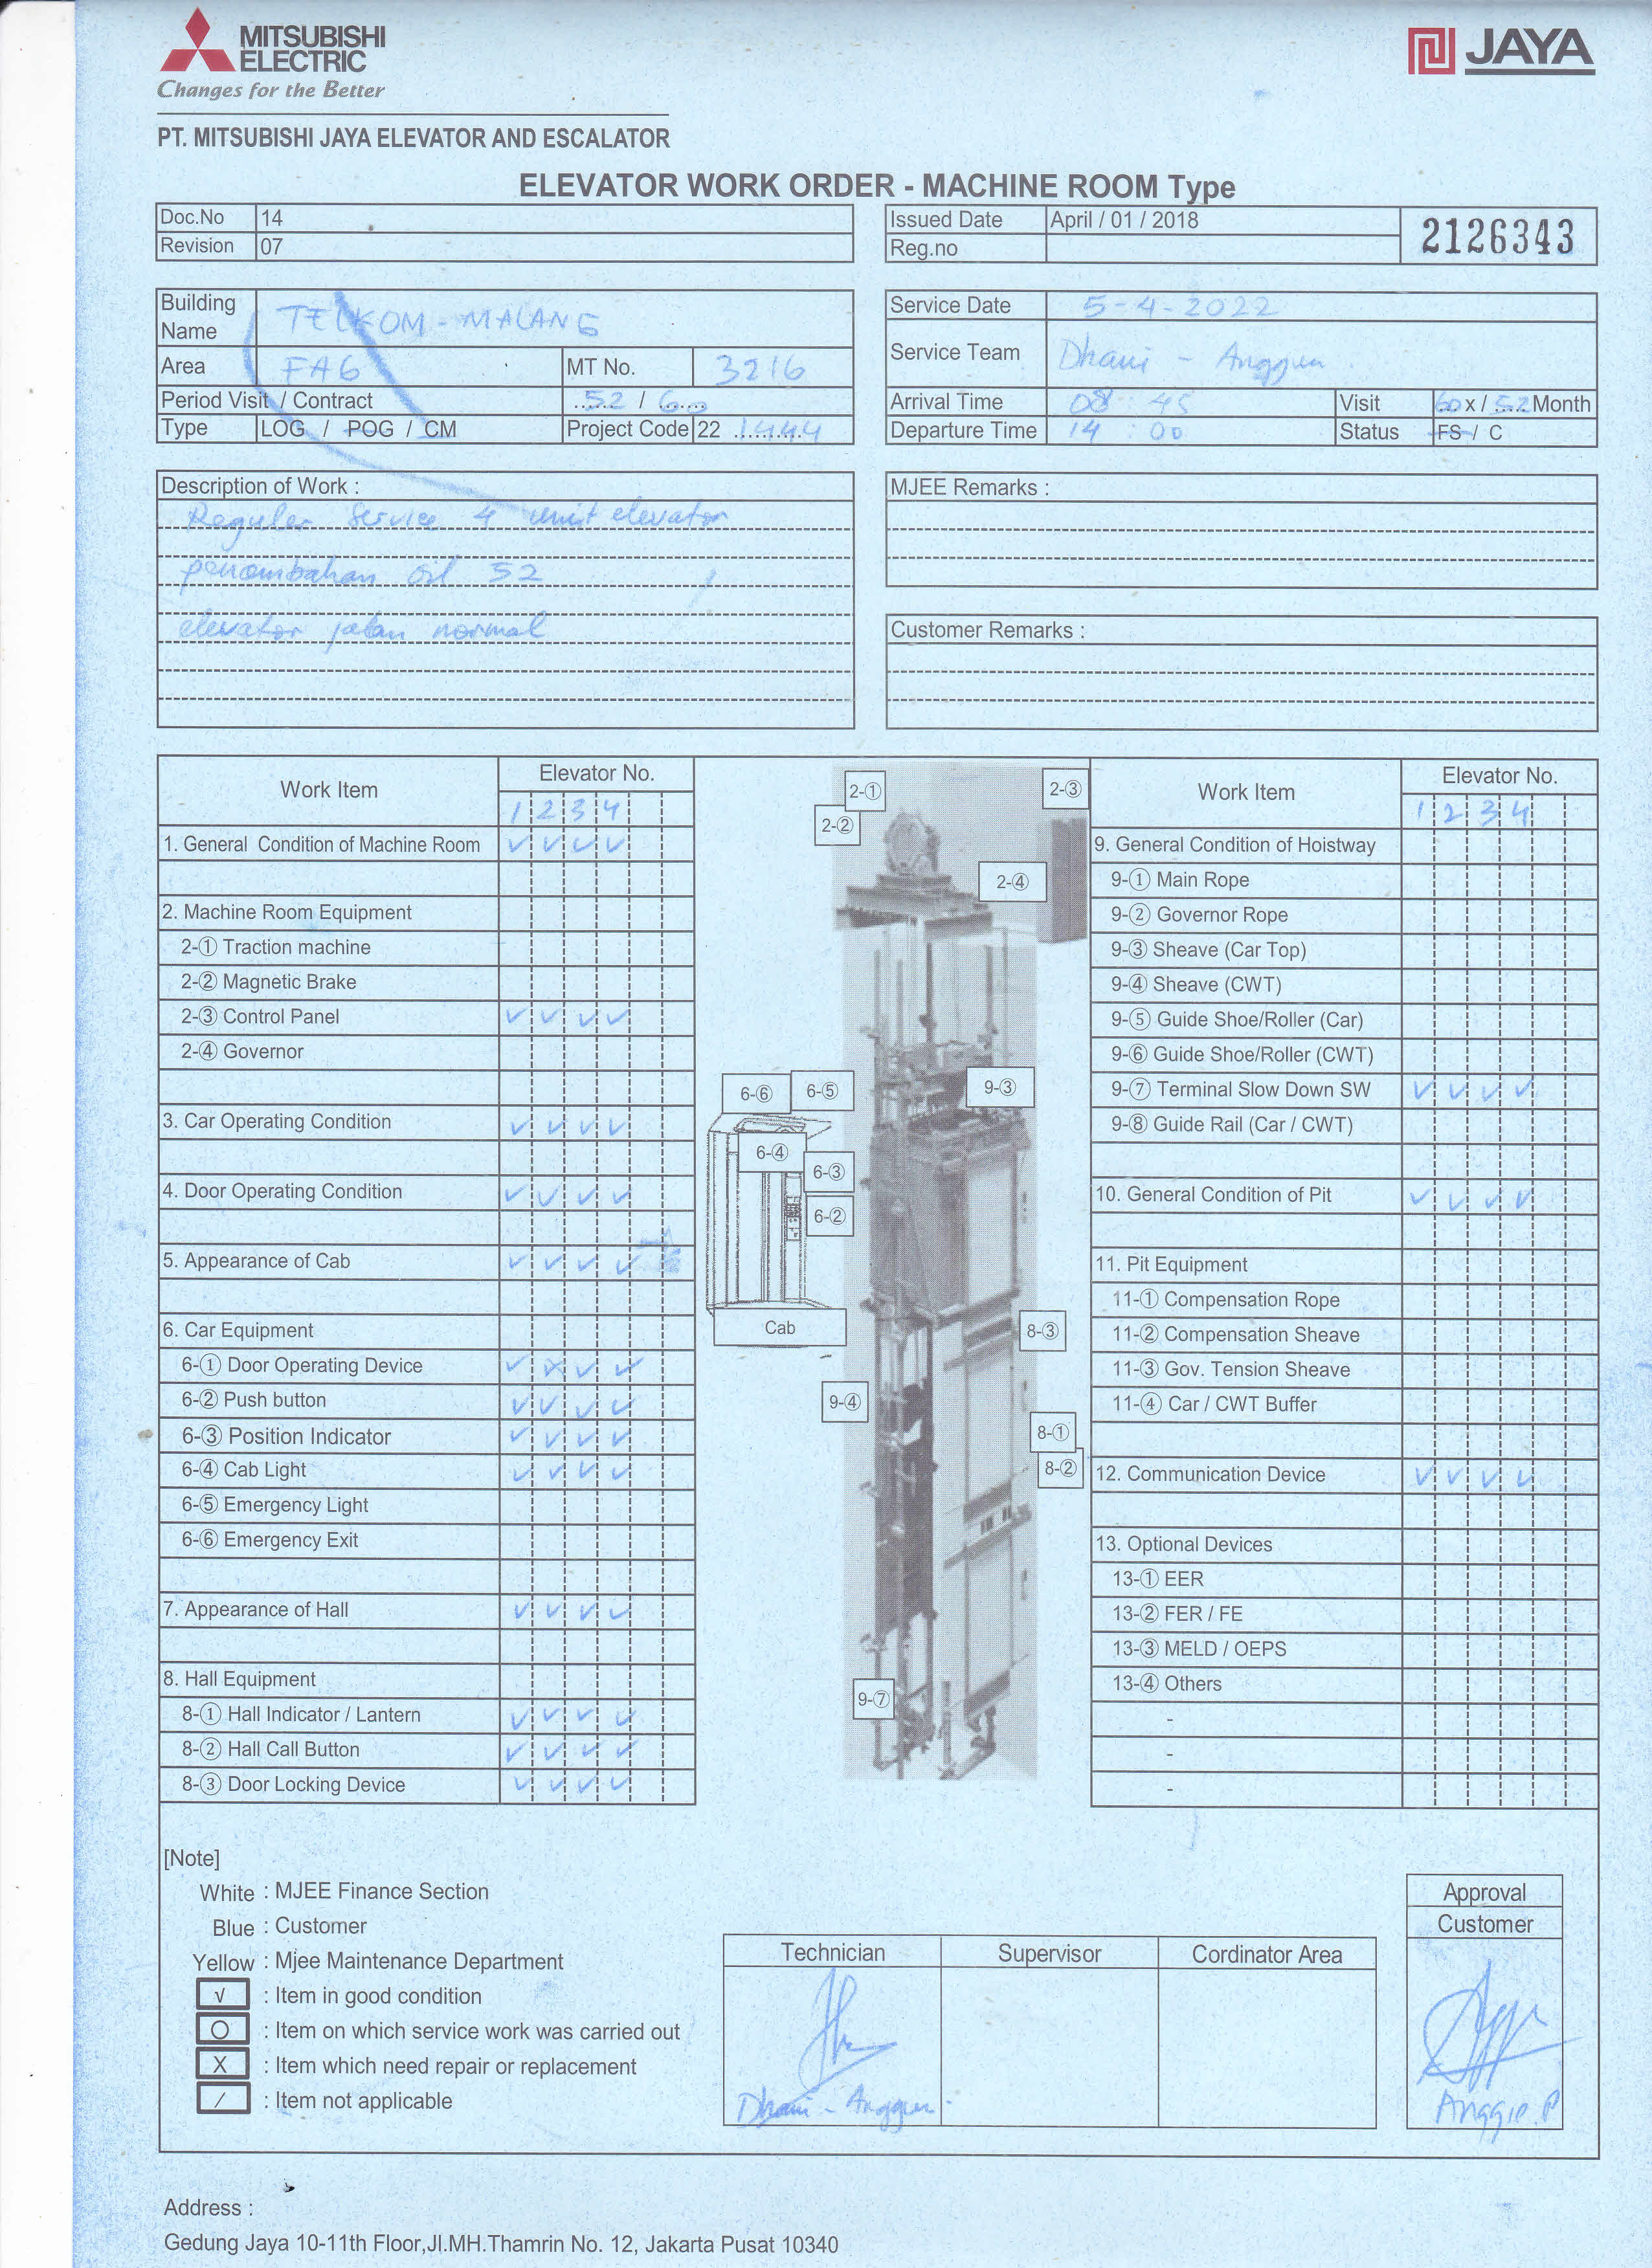 MITSUBISHI
ELECTRIC
Changes for the Better
JAYA
PT. MITSUBISHI JAYA ELEVATOR AND ESCALATOR
ELEVATOR WORK ORDER - MACHINE ROOM Type
Doc.No 14
Revision 07
Issued Date April / 01 / 2018
Reg.no
2126343
Building Name TELKOM - MALANG
Area FA6 MT No. 3216
Period Visit / Contract 52 / 60
Type LOG / POG / CM Project Code 22 1444
Service Date 5-4-2022
Service Team Dhani - Anggun
Arrival Time 08 : 45 Visit 60 x / 52 Month
Departure Time 14 : 00 Status FS / C
Description of Work :
Reguler Service 4 unit elevator
penambahan oil 52
elevator jalan normal
MJEE Remarks :
Customer Remarks :
Work Item Elevator No.
1 2 3 4
1. General Condition of Machine Room ✓ ✓ ✓ ✓
2. Machine Room Equipment
2-① Traction machine
2-② Magnetic Brake
2-③ Control Panel ✓ ✓ ✓ ✓
2-④ Governor
3. Car Operating Condition ✓ ✓ ✓ ✓
4. Door Operating Condition ✓ ✓ ✓ ✓
5. Appearance of Cab ✓ ✓ ✓ ✓
6. Car Equipment
6-① Door Operating Device ✓ ✓ ✓
6-② Push button ✓ ✓ ✓ ✓
6-③ Position Indicator ✓ ✓ ✓ ✓
6-④ Cab Light ✓ ✓ ✓ ✓
6-⑤ Emergency Light
6-⑥ Emergency Exit
7. Appearance of Hall ✓ ✓ ✓ ✓
8. Hall Equipment
8-① Hall Indicator / Lantern ✓ ✓ ✓ ✓
8-② Hall Call Button ✓ ✓ ✓ ✓
8-③ Door Locking Device ✓ ✓ ✓ ✓
2-①
2-③
2-②
2-④
6-⑥
6-⑤
9-③
6-④
6-③
6-②
Cab
8-③
9-④
8-①
8-②
9-⑦
Work Item Elevator No.
1 2 3 4
9. General Condition of Hoistway
9-① Main Rope
9-② Governor Rope
9-③ Sheave (Car Top)
9-④ Sheave (CWT)
9-⑤ Guide Shoe/Roller (Car)
9-⑥ Guide Shoe/Roller (CWT)
9-⑦ Terminal Slow Down SW ✓ ✓ ✓ ✓
9-⑧ Guide Rail (Car / CWT)
10. General Condition of Pit ✓ ✓ ✓ ✓
11. Pit Equipment
11-① Compensation Rope
11-② Compensation Sheave
11-③ Gov. Tension Sheave
11-④ Car / CWT Buffer
12. Communication Device ✓ ✓ ✓ ✓
13. Optional Devices
13-① EER
13-② FER / FE
13-③ MELD / OEPS
13-④ Others
-
-
-
[Note]
White : MJEE Finance Section
Blue : Customer
Yellow : Mjee Maintenance Department
√ : Item in good condition
O : Item on which service work was carried out
X : Item which need repair or replacement
/ : Item not applicable
Technician Supervisor Cordinator Area
Dhani - Anggun
Approval
Customer
Anggie. P
Address :
Gedung Jaya 10-11th Floor,Jl.MH.Thamrin No. 12, Jakarta Pusat 10340